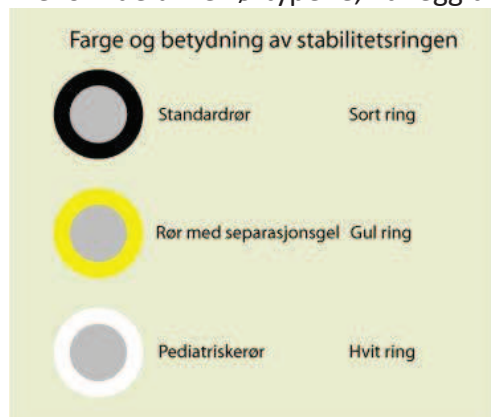 Farge og betydning av stabilitetsringen
Standardrør Sort ring
Rør med separasjonsgel Gul ring
Pediatriskerør Hvit ring